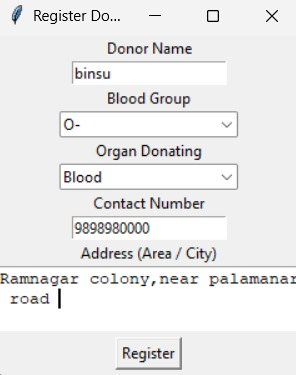 Register Do...
Donor Name
binsu
Blood Group
O-
Organ Donating
Blood
Contact Number
9898980000
Address (Area / City)
Ramnagar colony,near palamanar
road
Register